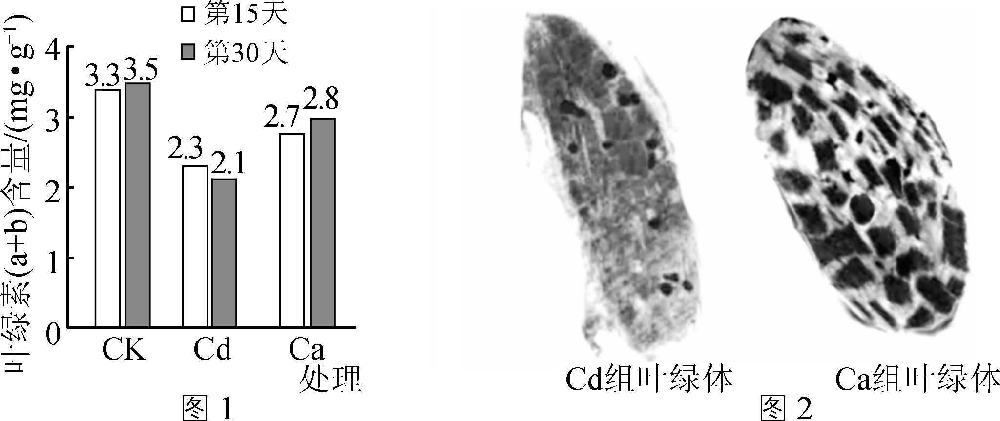 第15天
第30天
叶绿素(a+b)含量/(mg·g⁻¹)
4
3
2
1
0
3.3
3.5
2.3
2.1
2.7
2.8
CK
Cd
Ca
处理
图 1
Cd组叶绿体
Ca组叶绿体
图 2